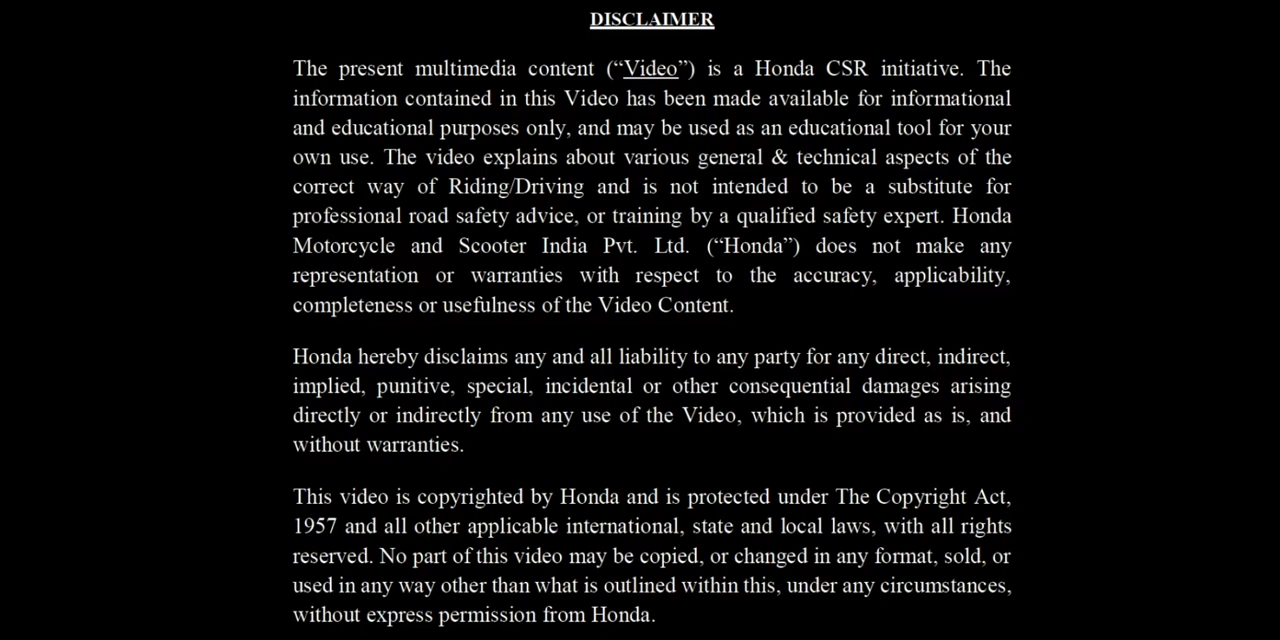 DISCLAIMER
The present multimedia content (“Video”) is a Honda CSR initiative. The
information contained in this Video has been made available for informational
and educational purposes only, and may be used as an educational tool for your
own use. The video explains about various general & technical aspects of the
correct way of Riding/Driving and is not intended to be a substitute for
professional road safety advice, or training by a qualified safety expert. Honda
Motorcycle and Scooter India Pvt. Ltd. (“Honda”) does not make any
representation or warranties with respect to the accuracy, applicability,
completeness or usefulness of the Video Content.
Honda hereby disclaims any and all liability to any party for any direct, indirect,
implied, punitive, special, incidental or other consequential damages arising
directly or indirectly from any use of the Video, which is provided as is, and
without warranties.
This video is copyrighted by Honda and is protected under The Copyright Act,
1957 and all other applicable international, state and local laws, with all rights
reserved. No part of this video may be copied, or changed in any format, sold, or
used in any way other than what is outlined within this, under any circumstances,
without express permission from Honda.